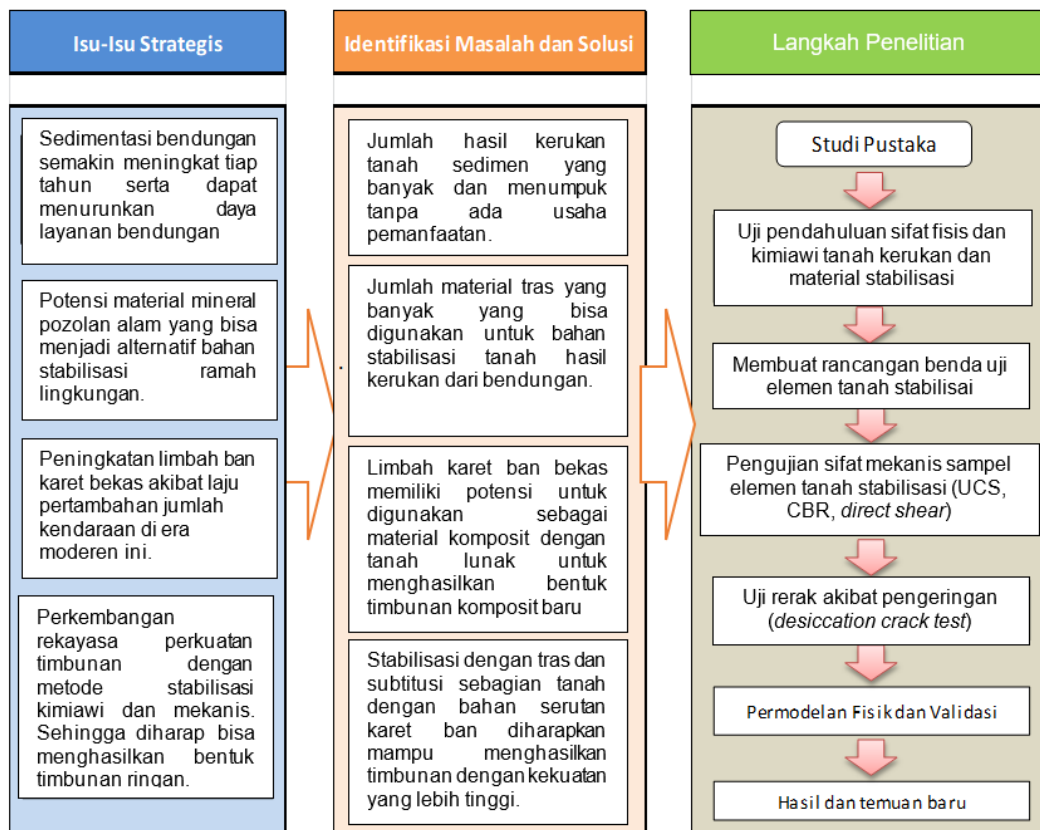 Isu-Isu Strategis
Sedimentasi bendungan
semakin meningkat tiap
tahun serta dapat
menurunkan daya
layanan bendungan
Potensi material mineral
pozolan alam yang bisa
menjadi alternatif bahan
stabilisasi ramah
lingkungan.
Peningkatan limbah ban
karet bekas akibat laju
pertambahan jumlah
kendaraan di era
moderen ini.
Perkembangan
rekayasa perkuatan
timbunan dengan
metode stabilisasi
kimiawi dan mekanis.
Sehingga diharap bisa
menghasilkan bentuk
timbunan ringan.
Identifikasi Masalah dan Solusi
Jumlah hasil kerukan
tanah sedimen yang
banyak dan menumpuk
tanpa ada usaha
pemanfaatan.
Jumlah material tras yang
banyak yang bisa
digunakan untuk bahan
stabilisasi tanah hasil
kerukan dari bendungan.
Limbah karet ban bekas
memiliki potensi untuk
digunakan sebagai
material komposit dengan
tanah lunak untuk
menghasilkan bentuk
timbunan komposit baru
Stabilisasi dengan tras dan
subtitusi sebagian tanah
dengan bahan serutan
karet ban diharapkan
mampu menghasilkan
timbunan dengan kekuatan
yang lebih tinggi.
Langkah Penelitian
Studi Pustaka
Uji pendahuluan sifat fisis dan
kimiawi tanah kerukan dan
material stabilisasi
Membuat rancangan benda uji
elemen tanah stabilisai
Pengujian sifat mekanis sampel
elemen tanah stabilisasi (UCS,
CBR, direct shear)
Uji rerak akibat pengeringan
(desiccation crack test)
Permodelan Fisik dan Validasi
Hasil dan temuan baru